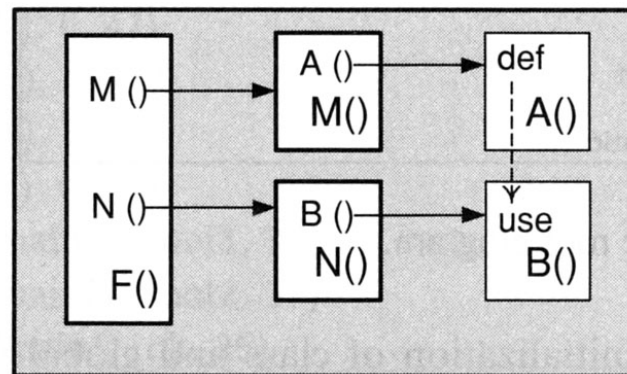 M ()
N ()
F()
A ()
M()
B ()
N()
def
A()
use
B()